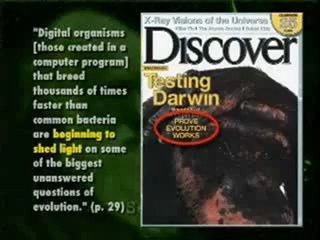 "Digital organisms
[those created in a
computer program]
that breed
thousands of times
faster than
common bacteria
are beginning to
shed light on some
of the biggest
unanswered
questions of
evolution." (p. 29)
X-Ray Visions of the Universe
Discover
Testing
Darwin
PROVE
EVOLUTION
WORKS